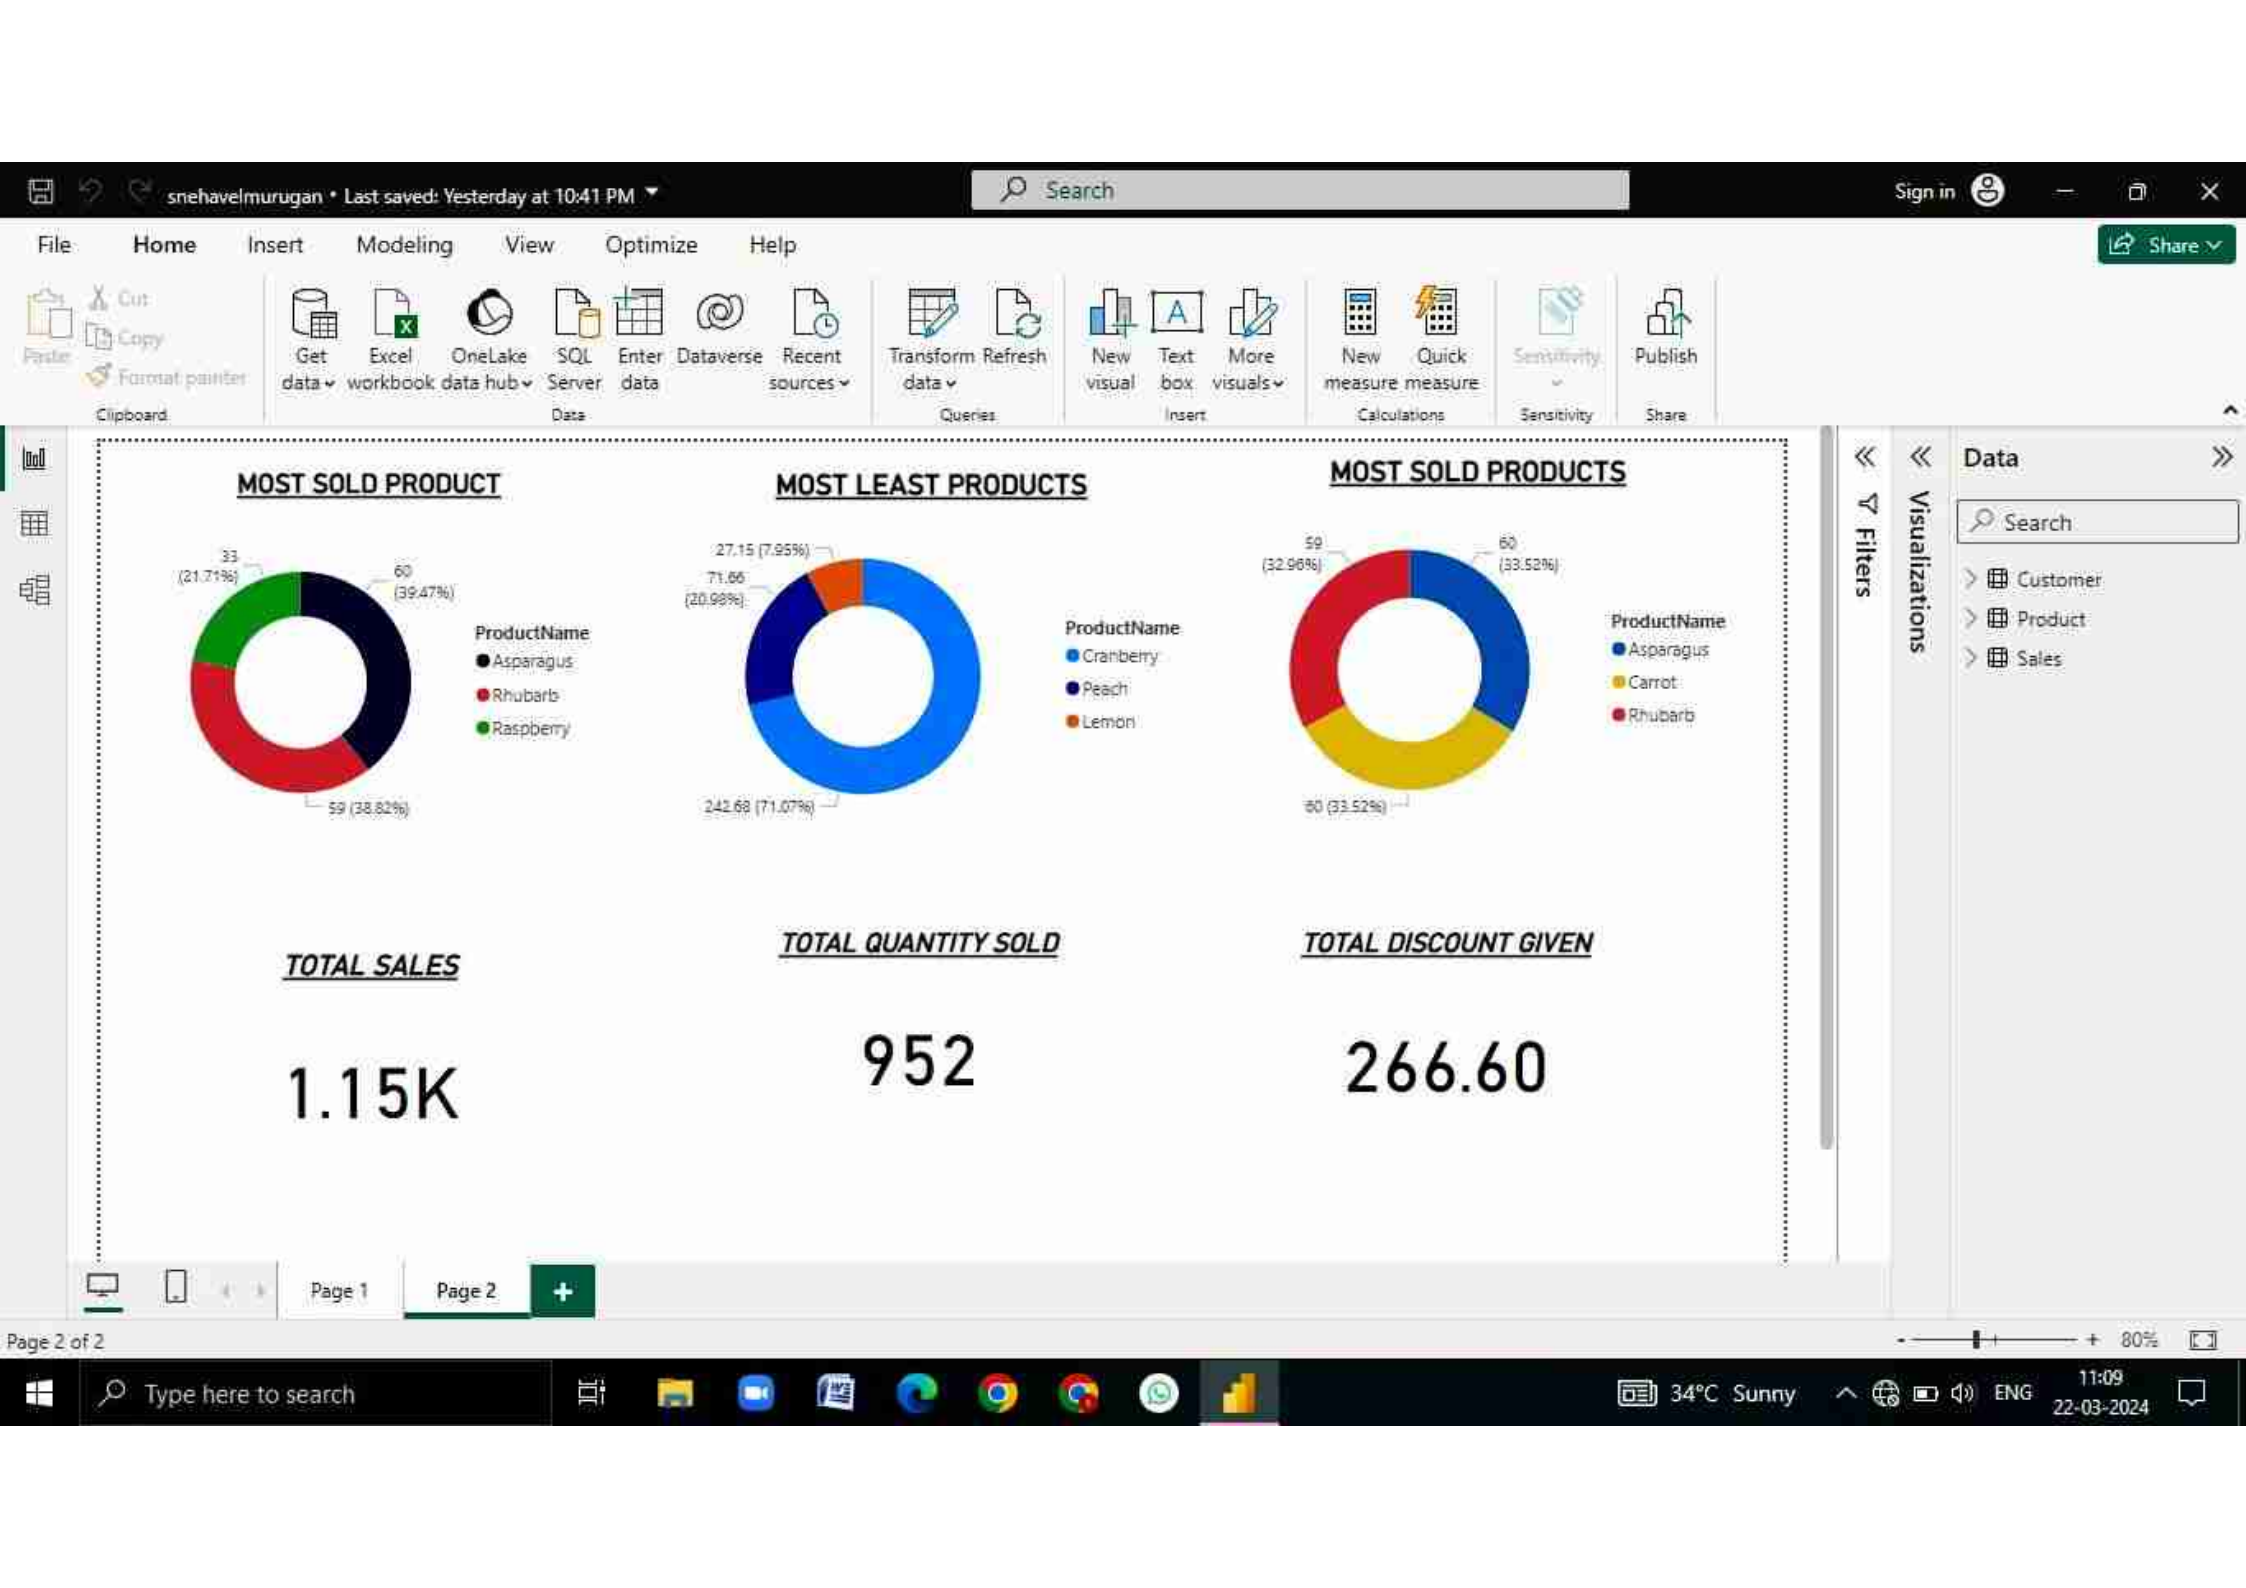 snehavelmurugan • Last saved: Yesterday at 10:41 PM
Search
Sign in
File Home Insert Modeling View Optimize Help
Share
Paste
Cut
Copy
Format painter
Clipboard
Get data
Excel workbook
OneLake data hub
SQL Server
Enter data
Dataverse
Recent sources
Data
Transform data
Refresh
Queries
New visual
Text box
More visuals
Insert
New measure
Quick measure
Calculations
Sensitivity
Sensitivity
Publish
Share
MOST SOLD PRODUCT
33
(21.71%)
60
(39.47%)
59 (38.82%)
ProductName
Asparagus
Rhubarb
Raspberry
MOST LEAST PRODUCTS
27.15 (7.95%)
71.66
(20.98%)
242.68 (71.07%)
ProductName
Cranberry
Peach
Lemon
MOST SOLD PRODUCTS
59
(32.96%)
60
(33.52%)
60 (33.52%)
ProductName
Asparagus
Carrot
Rhubarb
TOTAL SALES
1.15K
TOTAL QUANTITY SOLD
952
TOTAL DISCOUNT GIVEN
266.60
Filters
Visualizations
Data
Search
Customer
Product
Sales
Page 1
Page 2
+
Page 2 of 2
- + 80%
Type here to search
34°C Sunny
ENG
11:09
22-03-2024